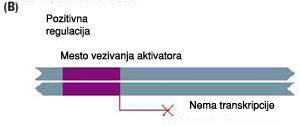 (B)
Pozitivna
regulacija
Mesto vezivanja aktivatora
Nema transkripcije